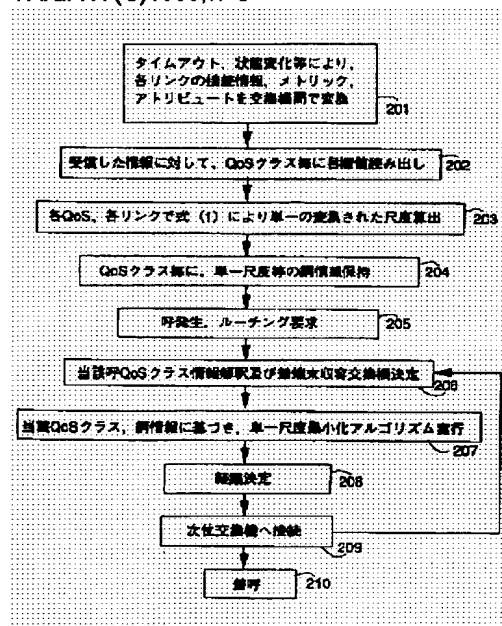 タイムアウト、状態変化等により、
各リンクの接続情報、メトリック,
アトリビュートを交換機間で変換
201
受信した情報に対して、QoSクラス毎に各値読み出し
202
各QoS、各リンクで式(1)により単一の変換された尺度算出
203
QoSクラス毎に、単一尺度等の網情報保持
204
呼発生、ルーチング要求
205
当該呼QoSクラス情報解釈及び着端末収容交換機決定
206
当該QoSクラス,網情報に基づき、単一尺度最小化アルゴリズム実行
207
経路決定
208
次位交換機へ接続
209
着呼
210